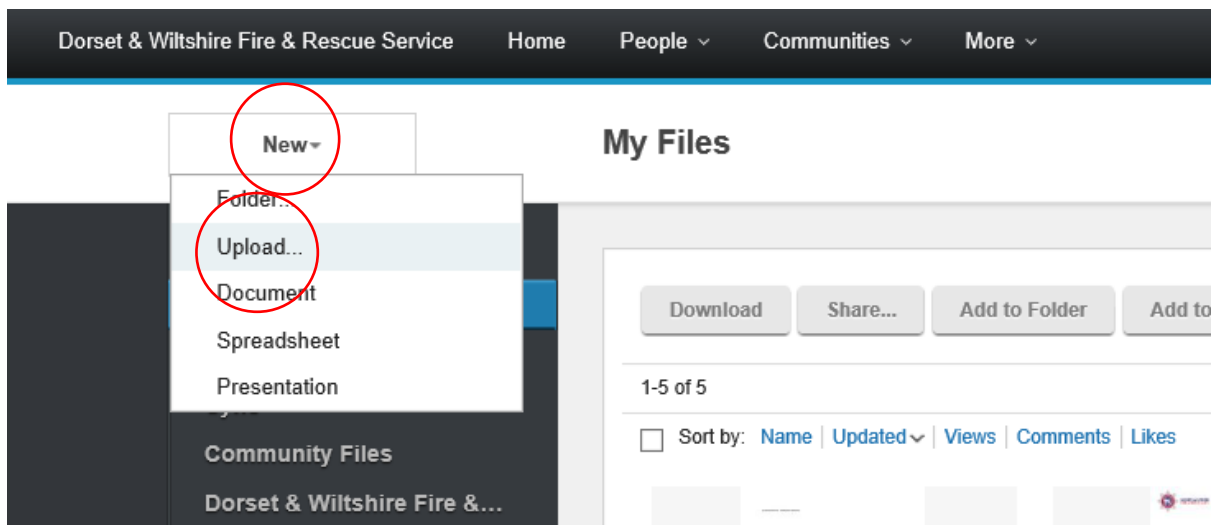 Dorset & Wiltshire Fire & Rescue Service Home People Communities More
New
My Files
Folder...
Upload...
Document
Spreadsheet
Presentation
Community Files
Dorset & Wiltshire Fire &...
Download Share... Add to Folder Add to
1-5 of 5
Sort by: Name Updated Views Comments Likes